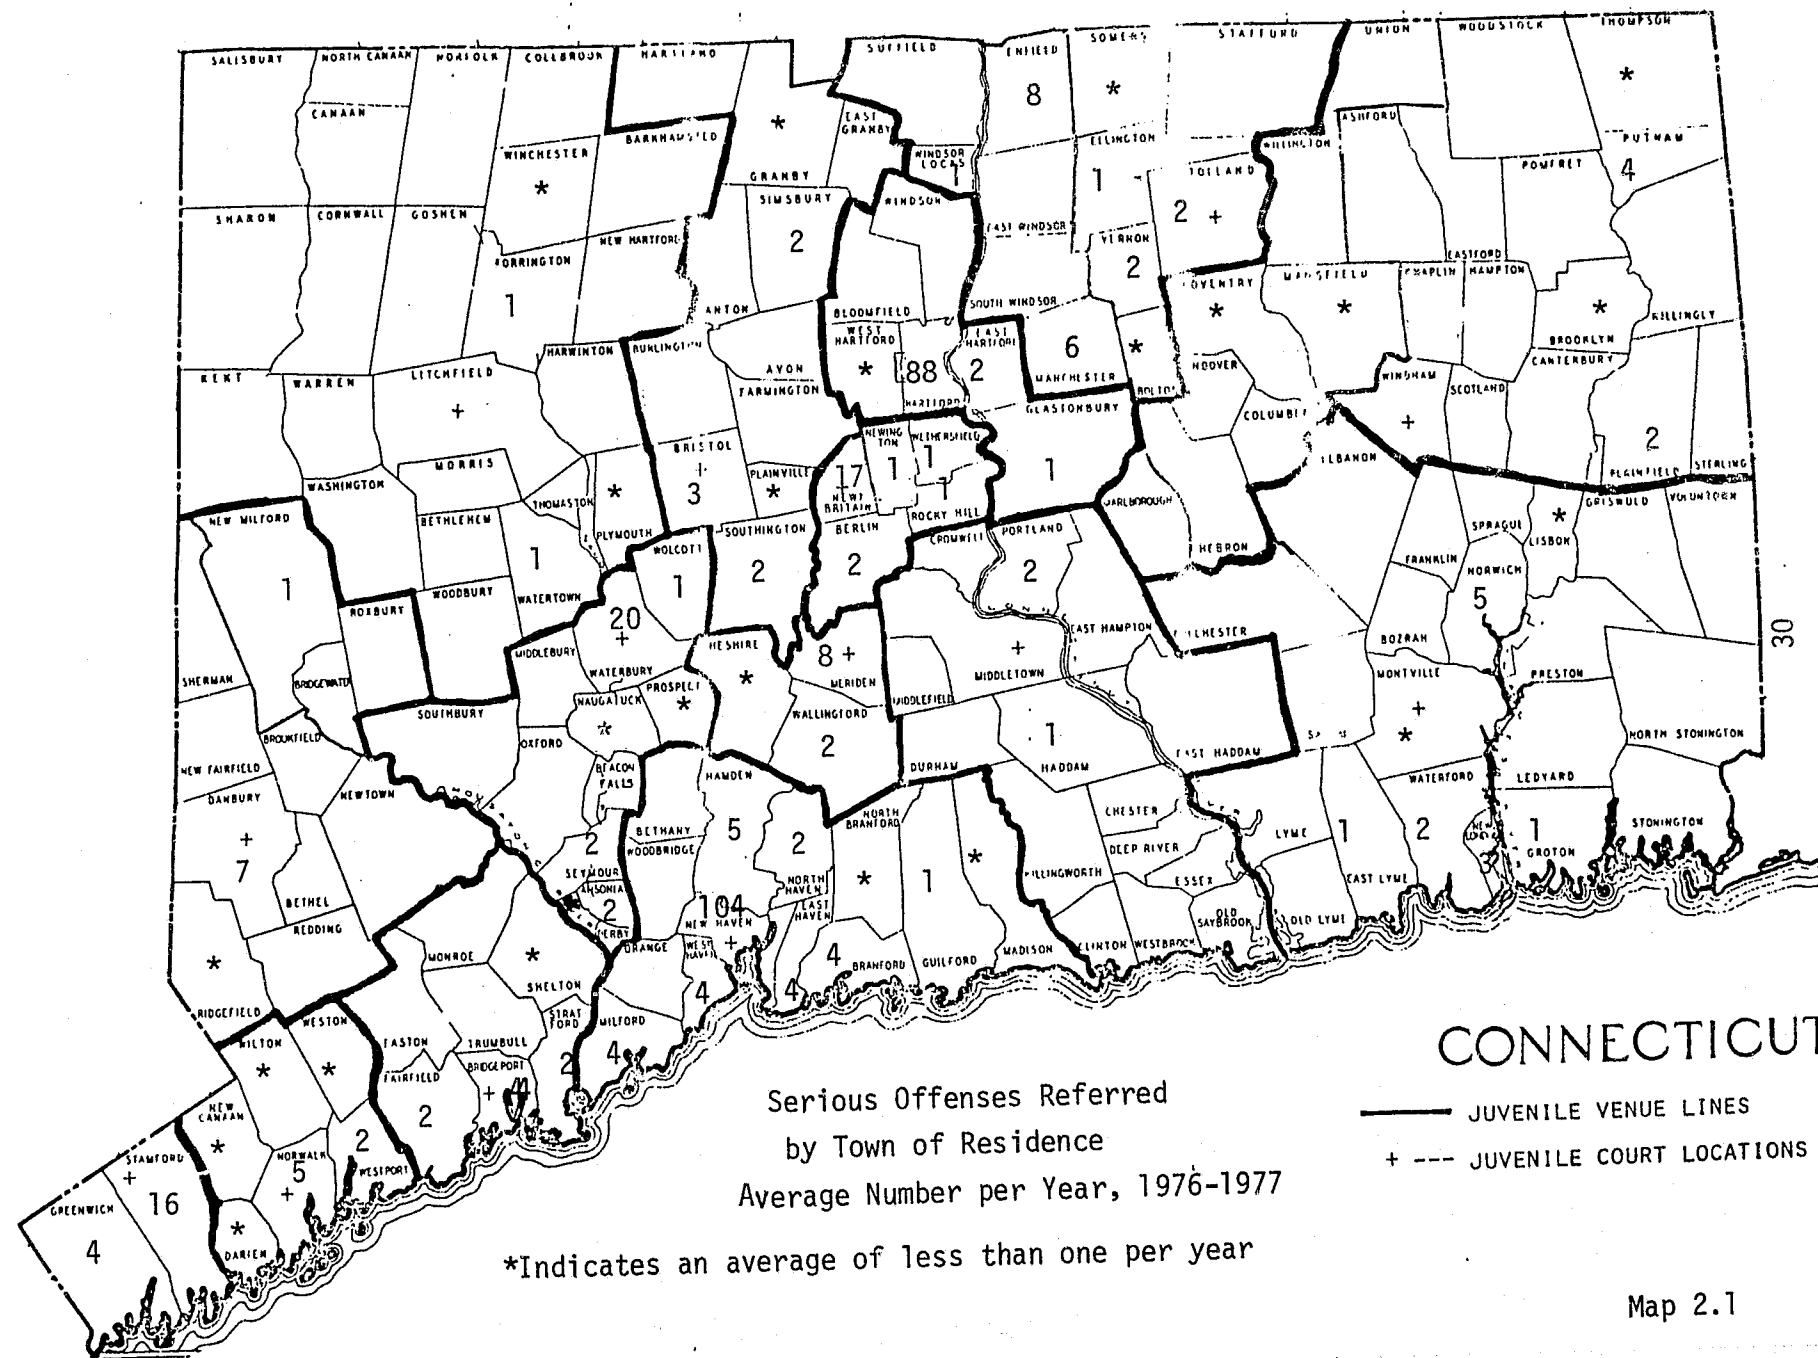 SALISBURY NORTH CANAAN NORFOLK COLEBROOK HARTLAND SUFFIELD ENFIELD SOMERS STAFFORD UNION WOODSTOCK THOMPSON
8 * *
CANAAN EAST GRANBY * ASHFORD
WINCHESTER BARKHAMSTED WINDSOR LOCKS ELLINGTON WILLINGTON PUTNAM
* GRANBY 1 1 TOLLAND POMFRET 4
SHARON CORNWALL GOSHEN SIMSBURY WINDSOR 2 +
NEW HARTFORD 2 EAST WINDSOR VERNON EASTFORD
TORRINGTON 2
1 CANTON BLOOMFIELD SOUTH WINDSOR COVENTRY MANSFIELD CHAPLIN HAMPTON KILLINGLY
* * *
HARWINTON BURLINGTON WEST HARTFORD EAST HARTFORD 6 * BROOKLYN
KENT WARREN LITCHFIELD AVON * 88 2 MANCHESTER BOLTON WINDHAM SCOTLAND CANTERBURY
+ FARMINGTON HARTFORD GLASTONBURY COLUMBIA +
MORRIS BRISTOL NEWINGTON WETHERSFIELD 2
WASHINGTON + PLAINVILLE 17 1 1 1 LEBANON PLAINFIELD STERLING
THOMASTON * 3 * + NEW BRITAIN 1 MARLBOROUGH GRISWOLD VOLUNTOWN
NEW MILFORD BETHLEHEM PLYMOUTH SOUTHINGTON BERLIN ROCKY HILL PORTLAND SPRAGUE * LISBON
1 WOLCOTT CROMWELL HEBRON FRANKLIN
1 2 2 2 NORWICH
ROXBURY WOODBURY WATERTOWN 1 5
20 + EAST HAMPTON COLCHESTER BOZRAH
MIDDLEBURY WATERBURY CHESHIRE 8 + + 30
SHERMAN BRIDGEWATER PROSPECT * MERIDEN MIDDLEFIELD MIDDLETOWN MONTVILLE PRESTON
SOUTHBURY NAUGATUCK * WALLINGFORD +
BROOKFIELD OXFORD * 2 1 EAST HADDAM SALEM * NORTH STONINGTON
NEW FAIRFIELD BEACON FALLS HAMDEN DURHAM HADDAM WATERFORD LEDYARD
DANBURY NEWTOWN NORTH BRANFORD CHESTER STONINGTON
+ BETHANY 5 2 LYME 1 2 1
7 2 WOODBRIDGE * DEEP RIVER GROTON
BETHEL SEYMOUR NORTH HAVEN * 1 KILLINGWORTH ESSEX EAST LYME
REDDING ANSONIA 104 EAST HAVEN OLD SAYBROOK OLD LYME
2 DERBY NEW HAVEN +
* MONROE * ORANGE WEST HAVEN 4 BRANFORD GUILFORD MADISON CLINTON WESTBROOK
SHELTON 4 4
RIDGEFIELD WESTON STRATFORD MILFORD
WILTON EASTON TRUMBULL 2 4
* * FAIRFIELD BRIDGEPORT
+
NEW CANAAN 2
* 2
STAMFORD NORWALK WESTPORT
+ 5
GREENWICH 16 +
4 *
DARIEN
CONNECTICUT
Serious Offenses Referred
by Town of Residence
Average Number per Year, 1976-1977
JUVENILE VENUE LINES
+ --- JUVENILE COURT LOCATIONS
*Indicates an average of less than one per year
Map 2.1